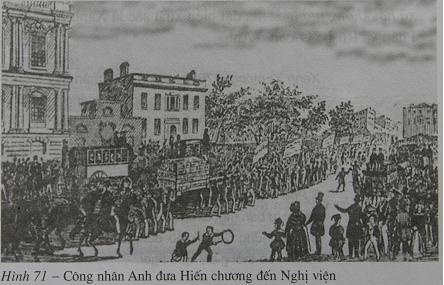 Hình 71 – Công nhân Anh đưa Hiến chương đến Nghị viện